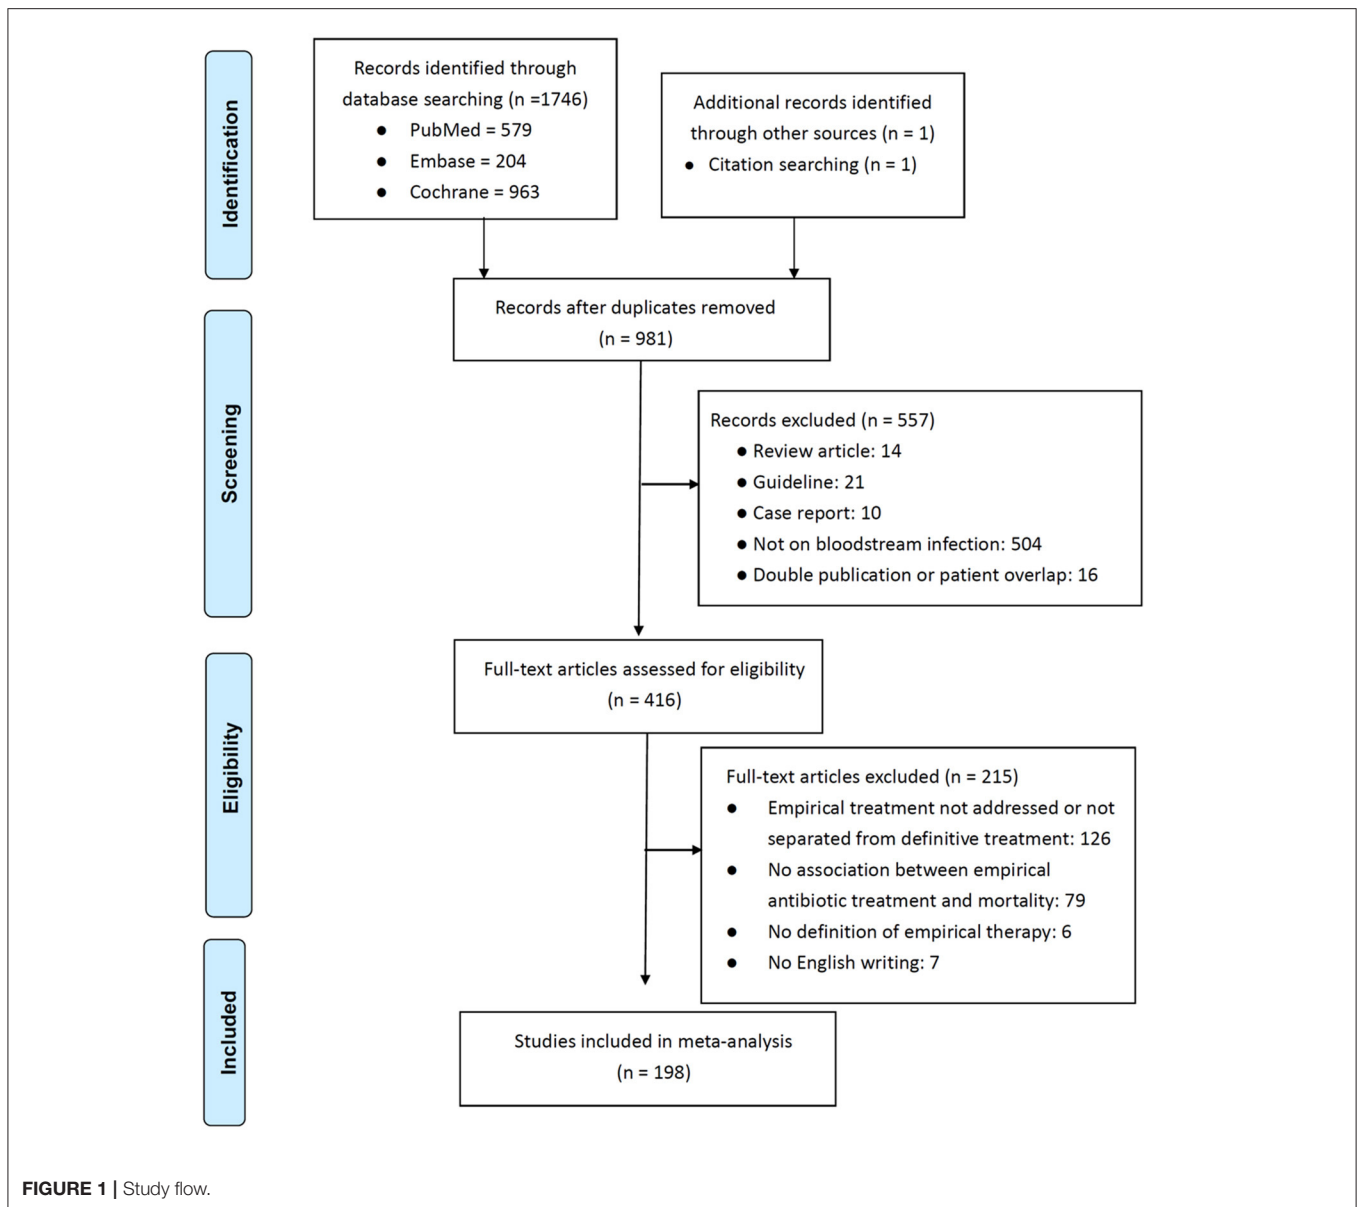 Identification
Records identified through
database searching (n =1746)
● PubMed = 579
● Embase = 204
● Cochrane = 963
Additional records identified
through other sources (n = 1)
● Citation searching (n = 1)
Records after duplicates removed
(n = 981)
Screening
Records excluded (n = 557)
● Review article: 14
● Guideline: 21
● Case report: 10
● Not on bloodstream infection: 504
● Double publication or patient overlap: 16
Full-text articles assessed for eligibility
(n = 416)
Eligibility
Full-text articles excluded (n = 215)
● Empirical treatment not addressed or not
separated from definitive treatment: 126
● No association between empirical
antibiotic treatment and mortality: 79
● No definition of empirical therapy: 6
● No English writing: 7
Included
Studies included in meta-analysis
(n = 198)
FIGURE 1 | Study flow.